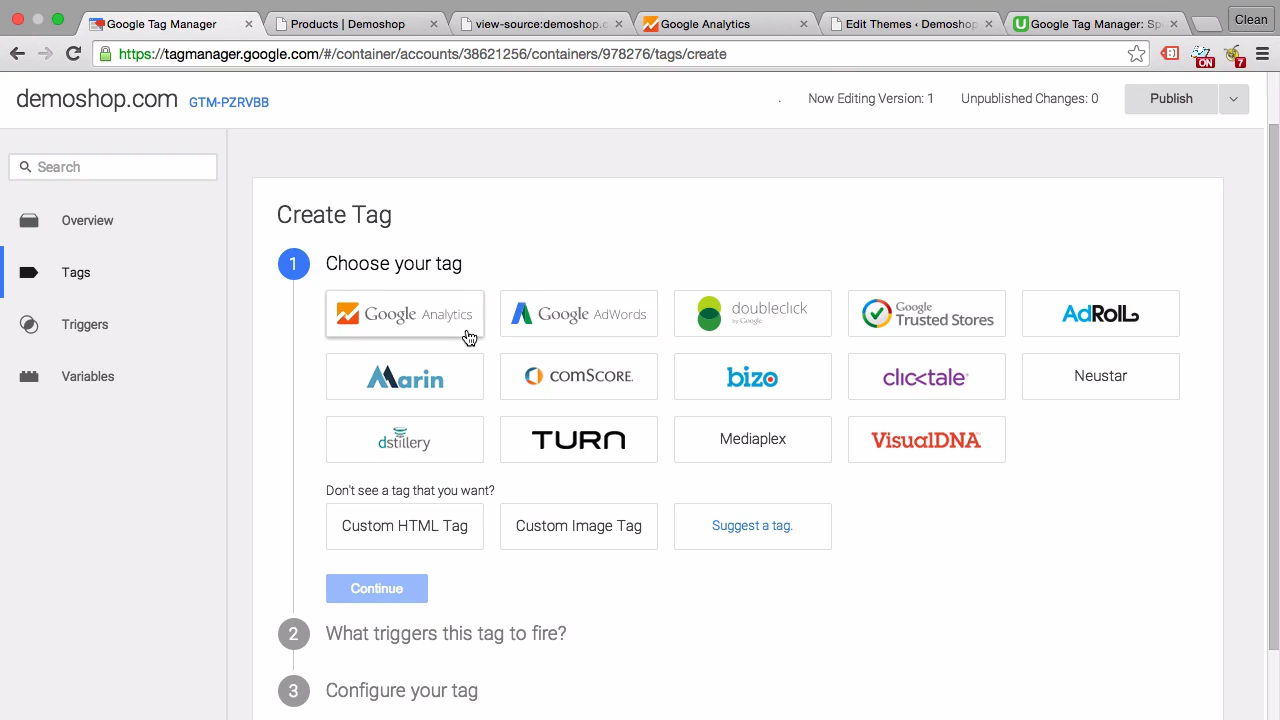 Google Tag Manager
Products | Demoshop
view-source:demoshop.c
Google Analytics
Edit Themes ‹ Demoshop
Google Tag Manager: Sp
Clean
https://tagmanager.google.com/#/container/accounts/38621256/containers/978276/tags/create
ON
7
demoshop.com GTM-PZRVBB
Now Editing Version: 1 Unpublished Changes: 0 Publish
Search
Overview
Tags
Triggers
Variables
Create Tag
1 Choose your tag
Google Analytics
Google AdWords
doubleclick
by Google
Google
Trusted Stores
AdRoll
Marin
comScore.
bizo
clicktale
Neustar
dstillery
TURN
Mediaplex
VisualDNA
Don't see a tag that you want?
Custom HTML Tag
Custom Image Tag
Suggest a tag.
Continue
2 What triggers this tag to fire?
3 Configure your tag